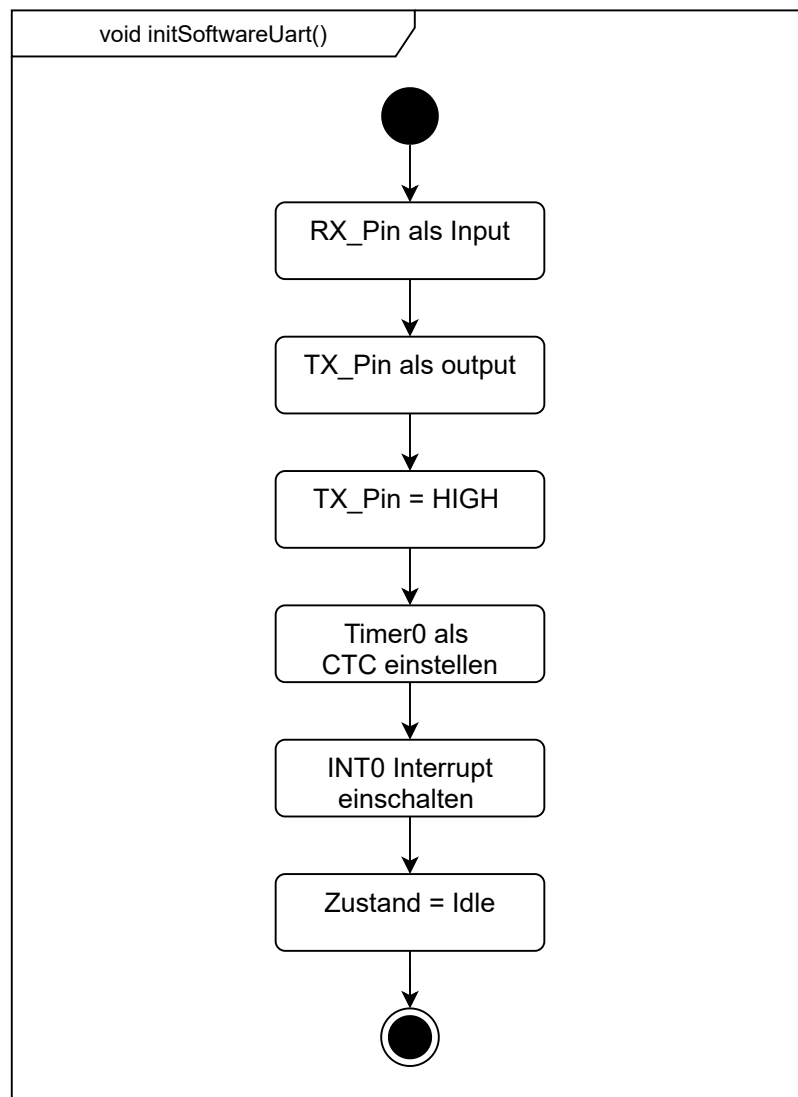 void initSoftwareUart()
RX_Pin als Input
TX_Pin als output
TX_Pin = HIGH
Timer0 als
CTC einstellen
INT0 Interrupt
einschalten
Zustand = Idle